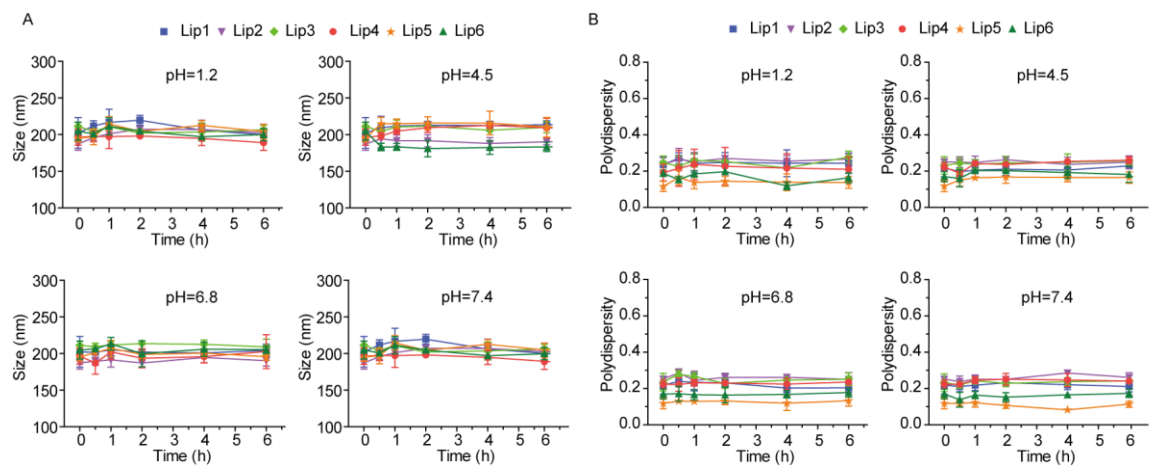 A
Lip1 Lip2 Lip3 Lip4 Lip5 Lip6
300
250
200
150
100
Size (nm)
pH=1.2
0 1 2 3 4 5 6
Time (h)
300
250
200
150
100
Size (nm)
pH=4.5
0 1 2 3 4 5 6
Time (h)
300
250
200
150
100
Size (nm)
pH=6.8
0 1 2 3 4 5 6
Time (h)
300
250
200
150
100
Size (nm)
pH=7.4
0 1 2 3 4 5 6
Time (h)
B
Lip1 Lip2 Lip3 Lip4 Lip5 Lip6
0.8
0.6
0.4
0.2
0.0
Polydispersity
pH=1.2
0 1 2 3 4 5 6
Time (h)
0.8
0.6
0.4
0.2
0.0
Polydispersity
pH=4.5
0 1 2 3 4 5 6
Time (h)
0.8
0.6
0.4
0.2
0.0
Polydispersity
pH=6.8
0 1 2 3 4 5 6
Time (h)
0.8
0.6
0.4
0.2
0.0
Polydispersity
pH=7.4
0 1 2 3 4 5 6
Time (h)